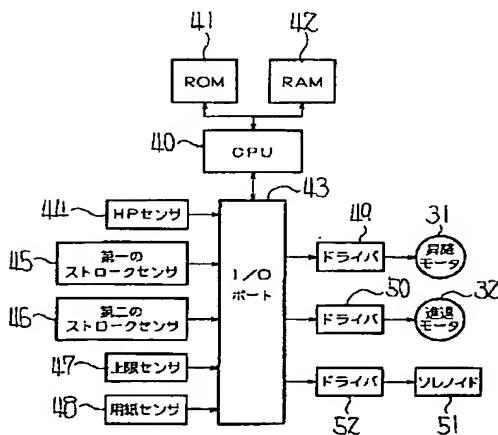 41
42
ROM
RAM
40
CPU
43
44
HPセンサ
45
第一の
ストロークセンサ
46
第二の
ストロークセンサ
47
上限センサ
48
用紙センサ
I/O
ポート
49
ドライバ
31
昇降
モータ
50
ドライバ
32
進退
モータ
ドライバ
52
ソレノイド
51